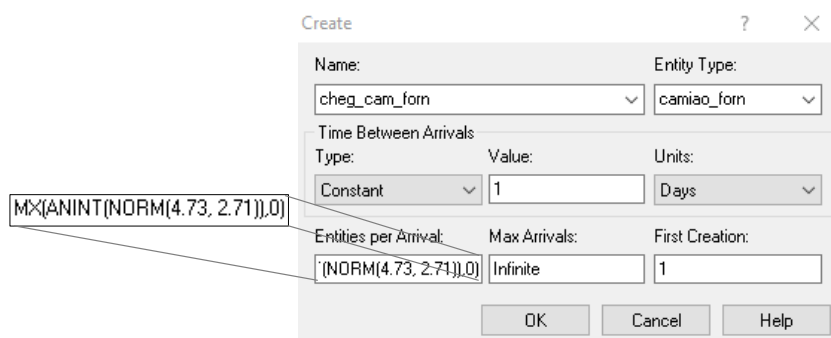 Create ?
Name: Entity Type:
cheg_cam_forn camiao_forn
Time Between Arrivals
Type: Value: Units:
Constant 1 Days
MX(ANINT(NORM(4.73, 2.71)),0)
Entities per Arrival: Max Arrivals: First Creation:
(NORM(4.73, 2.71)),0) Infinite 1
OK Cancel Help